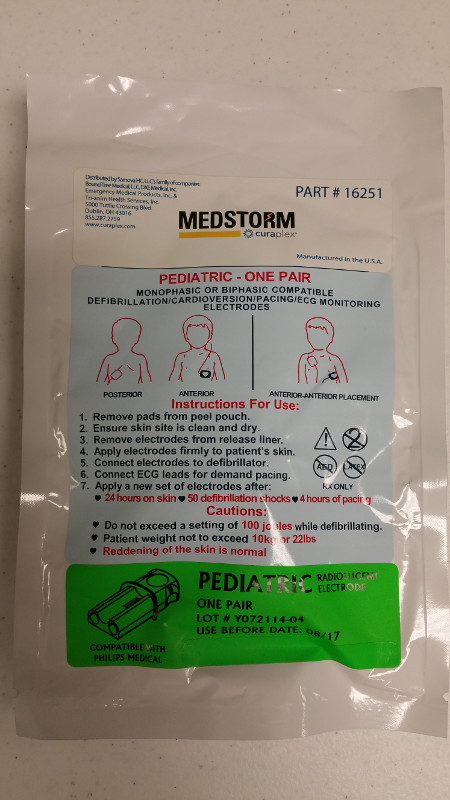 Distributed by Sarnova HC, LLC's family of companies:
Bound Tree Medical, LLC, DXE Medical, Inc.
Emergency Medical Products, Inc. &
Tri-anim Health Services, Inc.
5000 Tuttle Crossing Blvd.
Dublin, OH 43016
855.287.2759
www.curaplex.com
PART # 16251
MEDSTORM
curaplex®
Manufactured in the U.S.A.
PEDIATRIC - ONE PAIR
MONOPHASIC OR BIPHASIC COMPATIBLE
DEFIBRILLATION/CARDIOVERSION/PACING/ECG MONITORING
ELECTRODES
POSTERIOR
ANTERIOR
ANTERIOR-ANTERIOR PLACEMENT
Instructions For Use:
1. Remove pads from peel pouch.
2. Ensure skin site is clean and dry.
3. Remove electrodes from release liner.
4. Apply electrodes firmly to patient's skin.
5. Connect electrodes to defibrillator.
6. Connect ECG leads for demand pacing.
7. Apply a new set of electrodes after:
♥ 24 hours on skin ♥ 50 defibrillation shocks ♥ 4 hours of pacing
! 2
AED LATEX
RX ONLY
Cautions:
♥ Do not exceed a setting of 100 joules while defibrillating.
♥ Patient weight not to exceed 10kg or 22lbs
♥ Reddening of the skin is normal
PEDIATRIC RADIOLUCENT
ELECTRODE
ONE PAIR
LOT # Y072114-04
USE BEFORE DATE: 08/17
COMPATIBLE WITH
PHILIPS MEDICAL